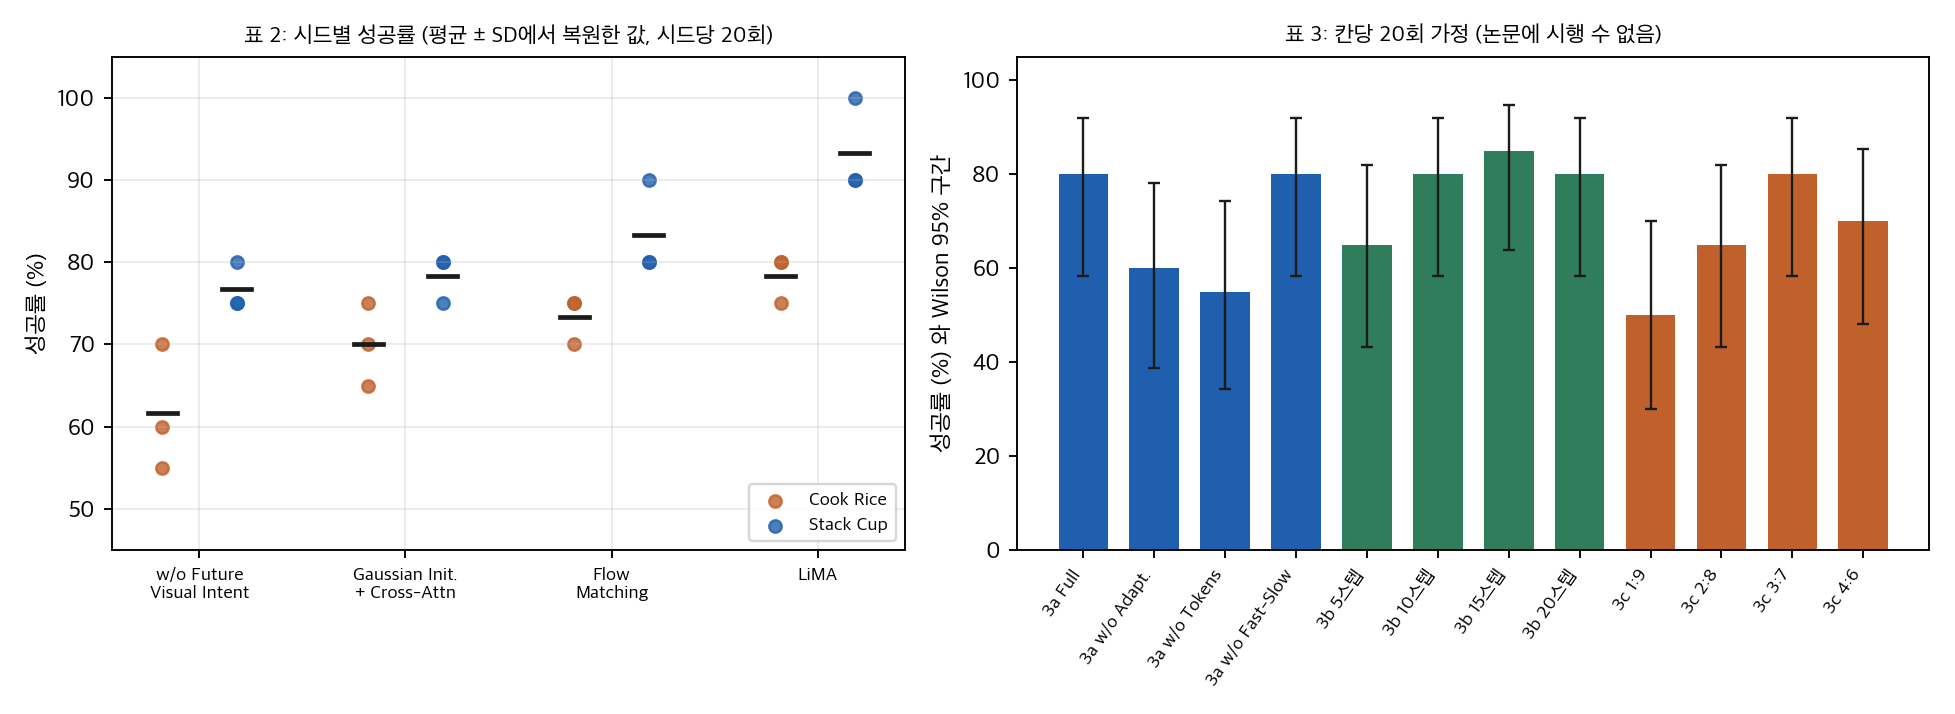 표 2: 시드별 성공률 (평균 ± SD에서 복원한 값, 시드당 20회)
성공률 (%)
100
90
80
70
60
50
w/o Future
Visual Intent
Gaussian Init.
+ Cross-Attn
Flow
Matching
LiMA
Cook Rice
Stack Cup
표 3: 칸당 20회 가정 (논문에 시행 수 없음)
성공률 (%) 와 Wilson 95% 구간
100
80
60
40
20
0
3a Full
3a w/o Adapt.
3a w/o Tokens
3a w/o Fast-Slow
3b 5스텝
3b 10스텝
3b 15스텝
3b 20스텝
3c 1:9
3c 2:8
3c 3:7
3c 4:6